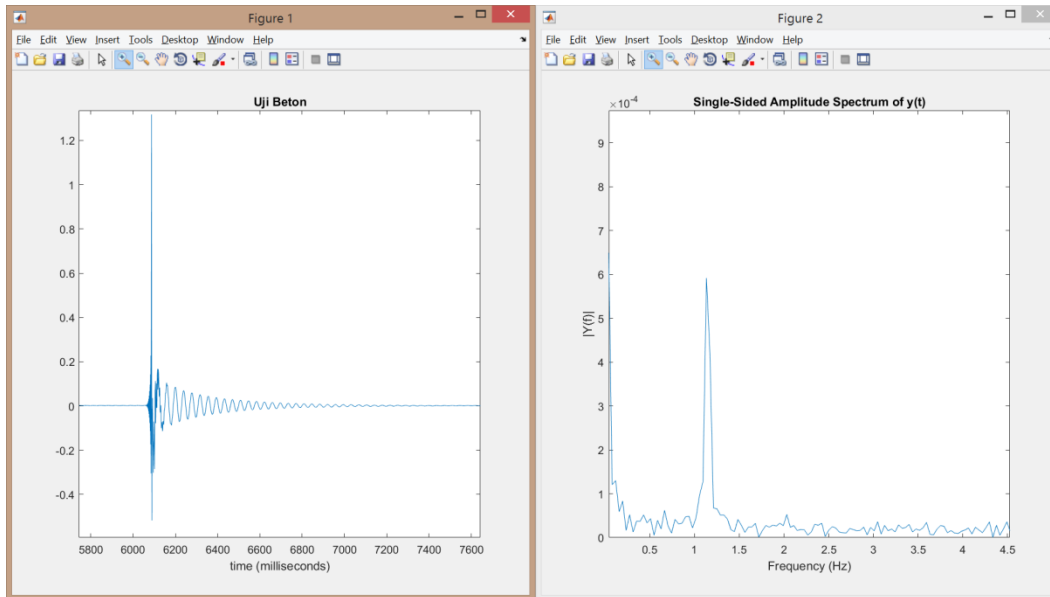 Figure 1
File Edit View Insert Tools Desktop Window Help
Uji Beton
1.2
1
0.8
0.6
0.4
0.2
0
-0.2
-0.4
5800 6000 6200 6400 6600 6800 7000 7200 7400 7600
time (milliseconds)
Figure 2
File Edit View Insert Tools Desktop Window Help
×10-4
Single-Sided Amplitude Spectrum of y(t)
9
8
7
6
5
4
3
2
1
0
|Y(f)|
0.5 1 1.5 2 2.5 3 3.5 4 4.5
Frequency (Hz)